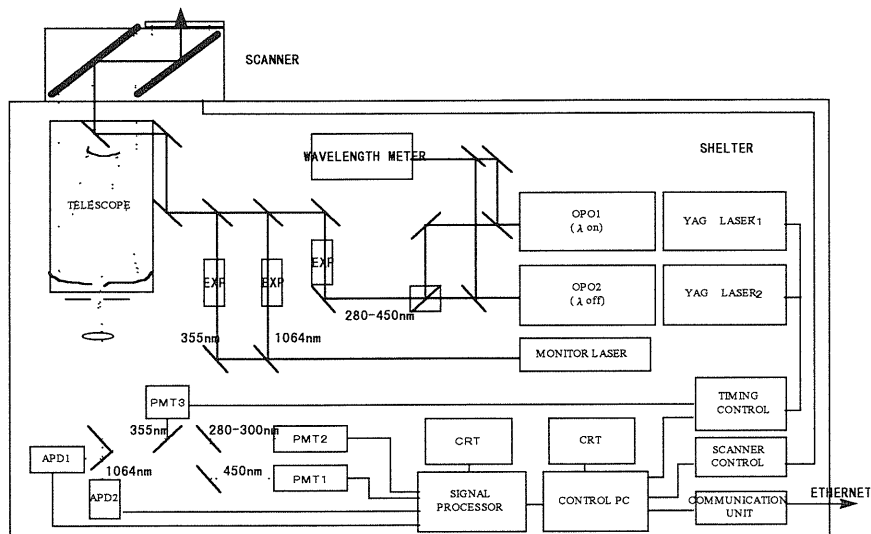 SCANNER
SHELTER
WAVELENGTH METER
TELESCOPE
OPO1
(λ on)
YAG LASER1
EXP
EXP
EXP
OPO2
(λ off)
YAG LASER2
280-450nm
355nm
1064nm
MONITOR LASER
PMT3
TIMING
CONTROL
355nm
280-300nm
PMT2
CRT
CRT
APD1
1064nm
450nm
PMT1
SCANNER
CONTROL
APD2
SIGNAL
PROCESSOR
CONTROL PC
COMMUNICATION
UNIT
ETHERNET